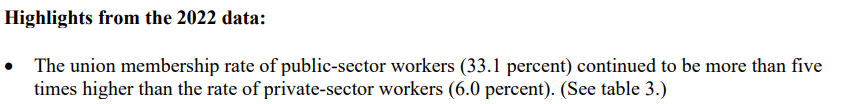 Highlights from the 2022 data:
• The union membership rate of public-sector workers (33.1 percent) continued to be more than five
times higher than the rate of private-sector workers (6.0 percent). (See table 3.)